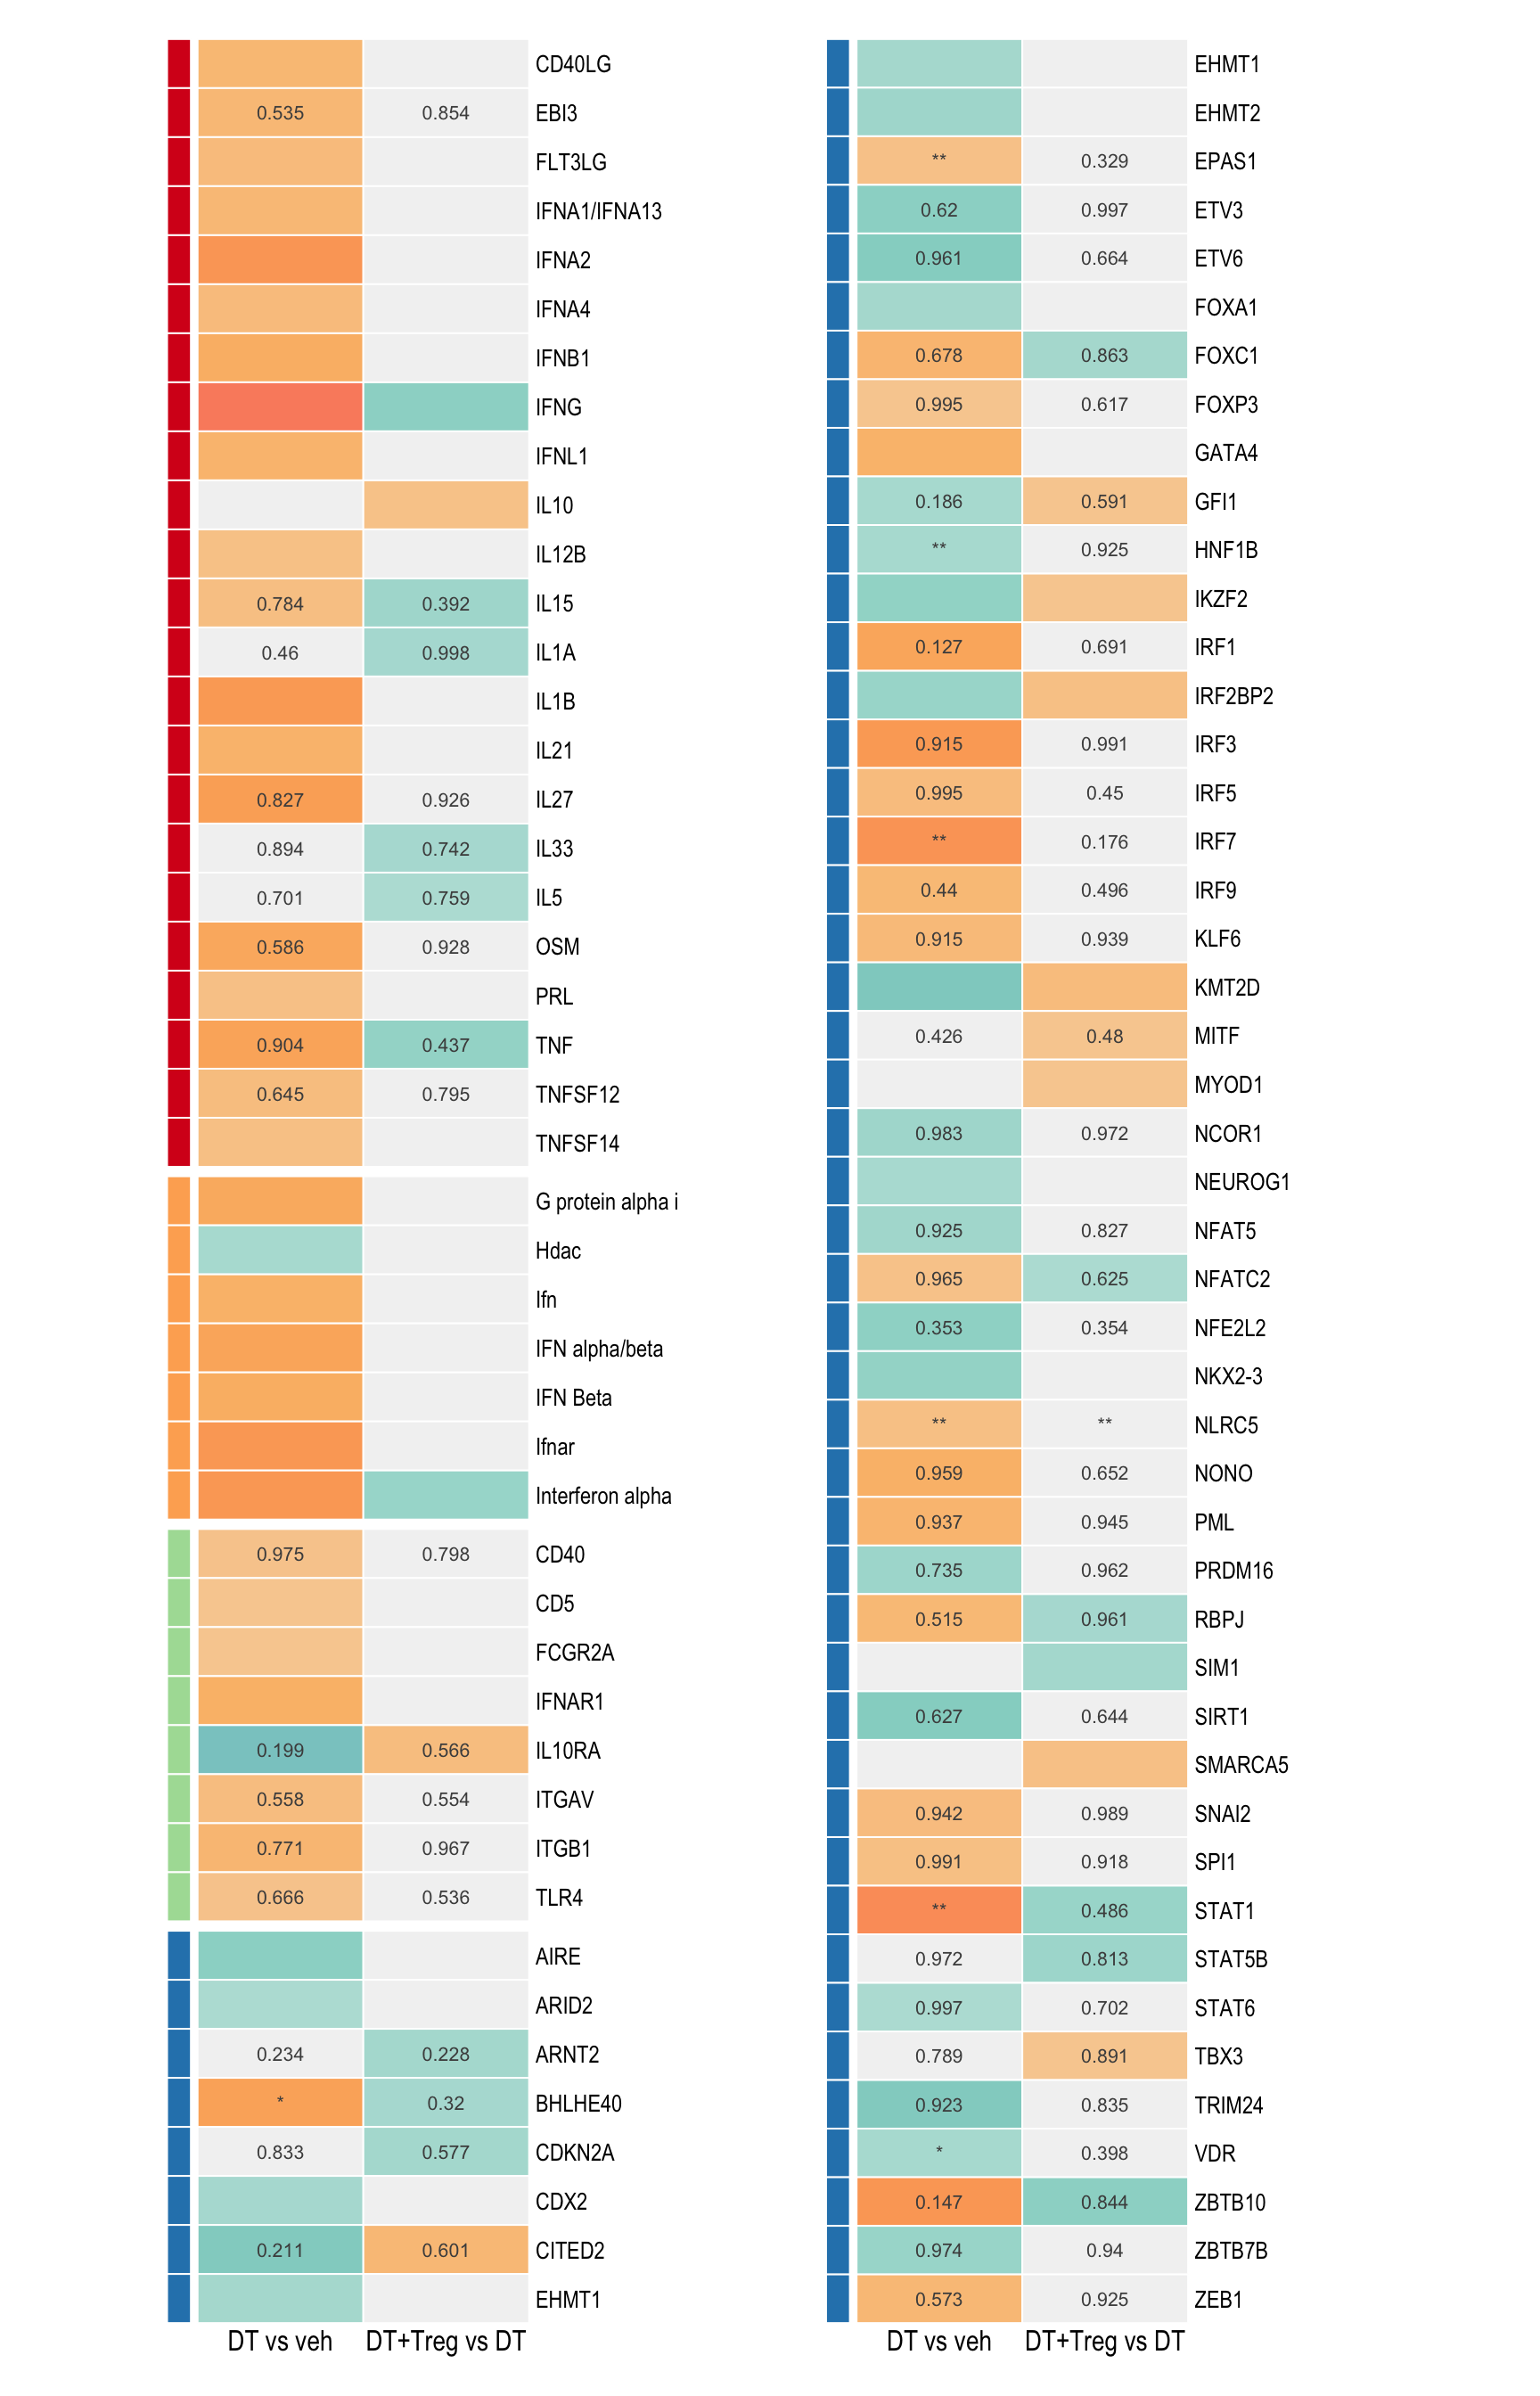 CD40LG
0.535 0.854 EBI3
FLT3LG
IFNA1/IFNA13
IFNA2
IFNA4
IFNB1
IFNG
IFNL1
IL10
IL12B
0.784 0.392 IL15
0.46 0.998 IL1A
IL1B
IL21
0.827 0.926 IL27
0.894 0.742 IL33
0.701 0.759 IL5
0.586 0.928 OSM
PRL
0.904 0.437 TNF
0.645 0.795 TNFSF12
TNFSF14
G protein alpha i
Hdac
Ifn
IFN alpha/beta
IFN Beta
Ifnar
Interferon alpha
0.975 0.798 CD40
CD5
FCGR2A
IFNAR1
0.199 0.566 IL10RA
0.558 0.554 ITGAV
0.771 0.967 ITGB1
0.666 0.536 TLR4
AIRE
ARID2
0.234 0.228 ARNT2
* 0.32 BHLHE40
0.833 0.577 CDKN2A
CDX2
0.211 0.601 CITED2
EHMT1
DT vs veh DT+Treg vs DT
EHMT1
EHMT2
** 0.329 EPAS1
0.62 0.997 ETV3
0.961 0.664 ETV6
FOXA1
0.678 0.863 FOXC1
0.995 0.617 FOXP3
GATA4
0.186 0.591 GFI1
** 0.925 HNF1B
IKZF2
0.127 0.691 IRF1
IRF2BP2
0.915 0.991 IRF3
0.995 0.45 IRF5
** 0.176 IRF7
0.44 0.496 IRF9
0.915 0.939 KLF6
KMT2D
0.426 0.48 MITF
MYOD1
0.983 0.972 NCOR1
NEUROG1
0.925 0.827 NFAT5
0.965 0.625 NFATC2
0.353 0.354 NFE2L2
NKX2-3
** ** NLRC5
0.959 0.652 NONO
0.937 0.945 PML
0.735 0.962 PRDM16
0.515 0.961 RBPJ
SIM1
0.627 0.644 SIRT1
SMARCA5
0.942 0.989 SNAI2
0.991 0.918 SPI1
** 0.486 STAT1
0.972 0.813 STAT5B
0.997 0.702 STAT6
0.789 0.891 TBX3
0.923 0.835 TRIM24
* 0.398 VDR
0.147 0.844 ZBTB10
0.974 0.94 ZBTB7B
0.573 0.925 ZEB1
DT vs veh DT+Treg vs DT